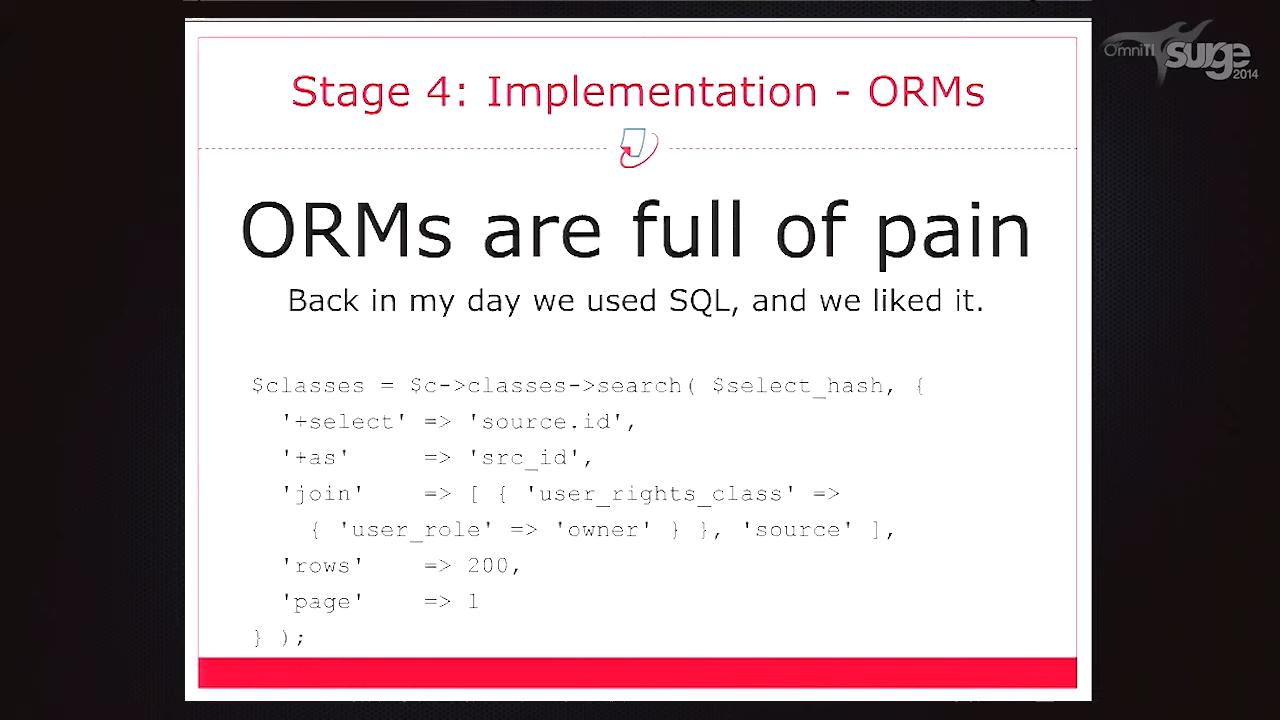 OmniTI surge 2014
Stage 4: Implementation - ORMs
ORMs are full of pain
Back in my day we used SQL, and we liked it.
$classes = $c->classes->search( $select_hash, {
  '+select' => 'source.id',
  '+as'     => 'src_id',
  'join'    => [ { 'user_rights_class' =>
    { 'user_role' => 'owner' } }, 'source' ],
  'rows'    => 200,
  'page'    => 1
} );